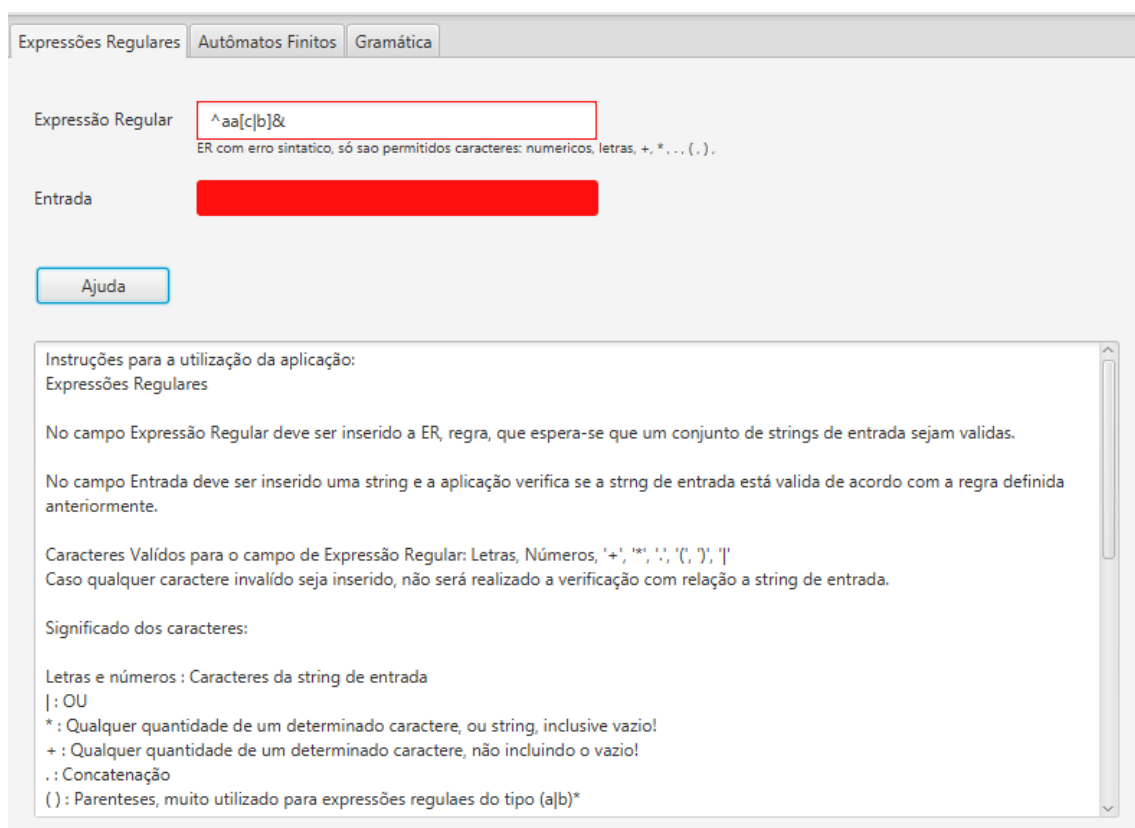 Expressões Regulares Autômatos Finitos Gramática
Expressão Regular ^aa[c|b]&
ER com erro sintatico, só sao permitidos caracteres: numericos, letras, +, * , . , ( , ) ,
Entrada
Ajuda
Instruções para a utilização da aplicação:
Expressões Regulares
No campo Expressão Regular deve ser inserido a ER, regra, que espera-se que um conjunto de strings de entrada sejam validas.
No campo Entrada deve ser inserido uma string e a aplicação verifica se a strng de entrada está valida de acordo com a regra definida
anteriormente.
Caracteres Valídos para o campo de Expressão Regular: Letras, Números, '+', '*', '.', '(', ')', '|'
Caso qualquer caractere invalído seja inserido, não será realizado a verificação com relação a string de entrada.
Significado dos caracteres:
Letras e números : Caracteres da string de entrada
| : OU
* : Qualquer quantidade de um determinado caractere, ou string, inclusive vazio!
+ : Qualquer quantidade de um determinado caractere, não incluindo o vazio!
. : Concatenação
( ) : Parenteses, muito utilizado para expressões regulaes do tipo (a|b)*